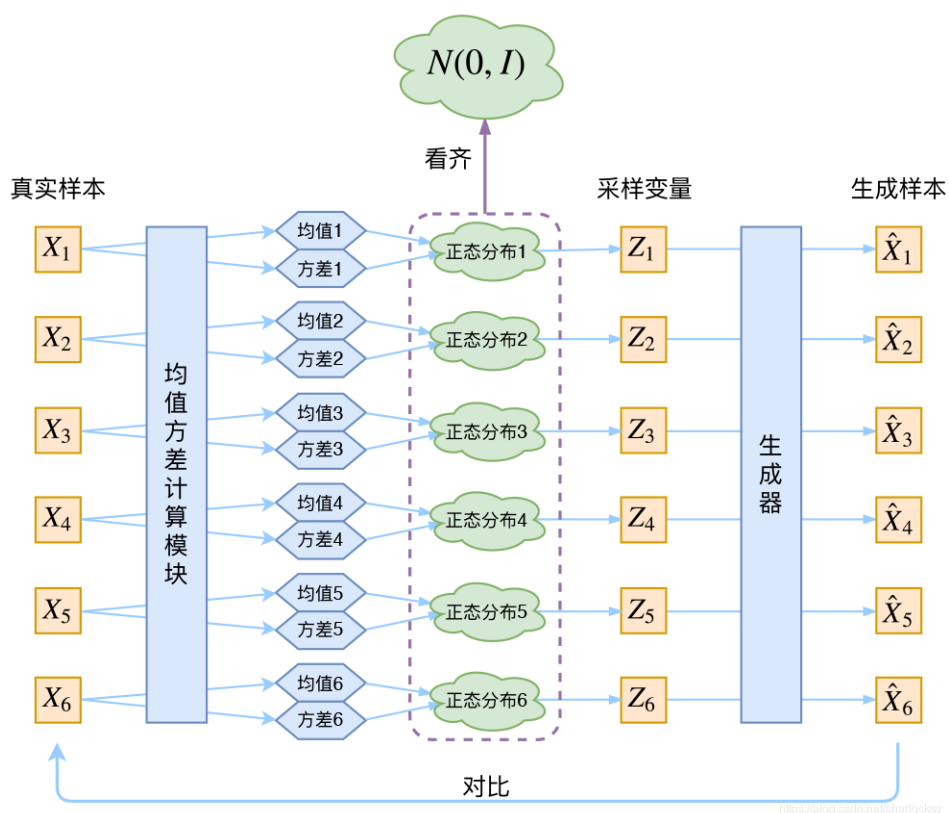 N(0, I)
看齐
真实样本
采样变量
生成样本
X₁
均值1
方差1
正态分布1
Z₁
X̂₁
X₂
均值2
方差2
正态分布2
Z₂
X̂₂
X₃
均值3
方差3
正态分布3
Z₃
X̂₃
X₄
均值4
方差4
正态分布4
Z₄
X̂₄
X₅
均值5
方差5
正态分布5
Z₅
X̂₅
X₆
均值6
方差6
正态分布6
Z₆
X̂₆
均值方差计算模块
生成器
对比
https://blog.csdn.net/sherlocksy